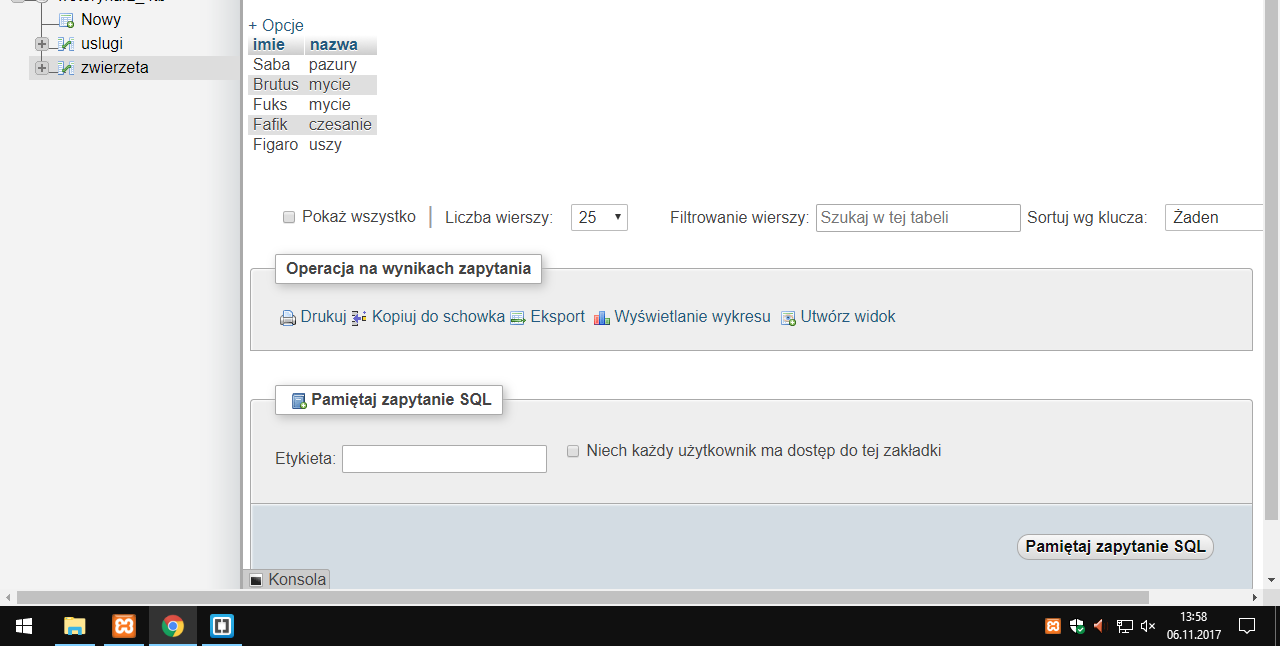 Nowy
uslugi
zwierzeta
+ Opcje
imie nazwa
Saba pazury
Brutus mycie
Fuks mycie
Fafik czesanie
Figaro uszy
Pokaż wszystko Liczba wierszy: 25 Filtrowanie wierszy: Szukaj w tej tabeli Sortuj wg klucza: Żaden
Operacja na wynikach zapytania
Drukuj Kopiuj do schowka Eksport Wyświetlanie wykresu Utwórz widok
Pamiętaj zapytanie SQL
Etykieta: Niech każdy użytkownik ma dostęp do tej zakładki
Pamiętaj zapytanie SQL
Konsola
13:58
06.11.2017